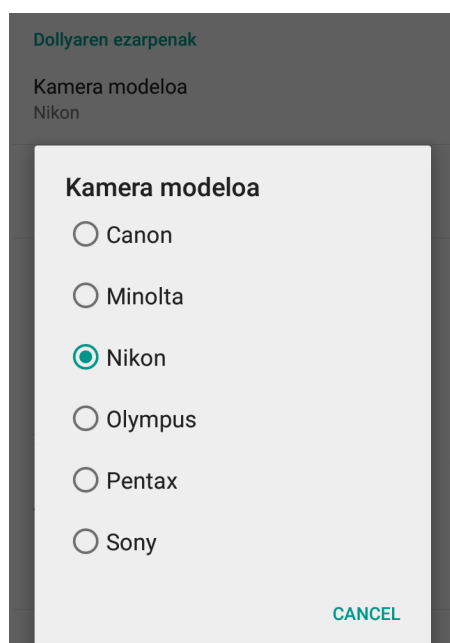 Dollyaren ezarpenak
Kamera modeloa
Nikon
Kamera modeloa
Canon
Minolta
Nikon
Olympus
Pentax
Sony
CANCEL